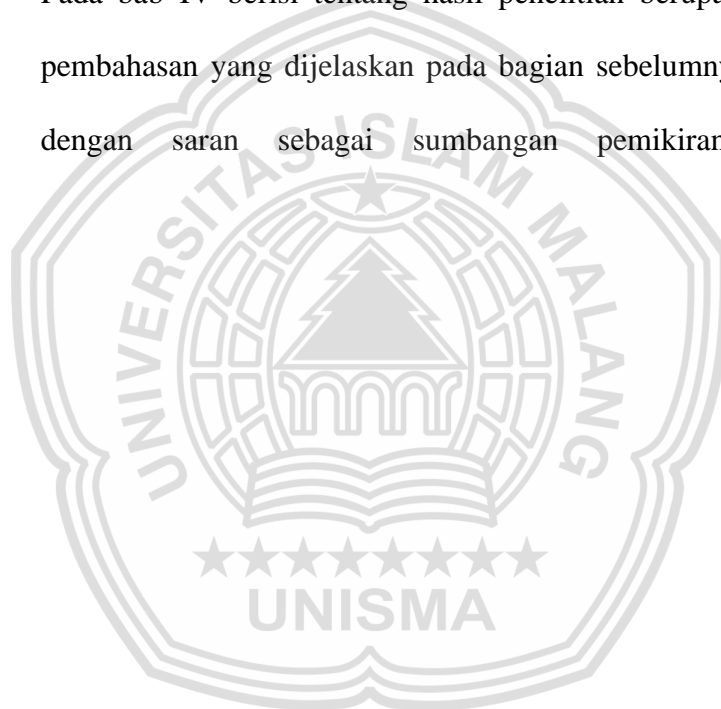 Pada bab IV berisi tentang hasil penelitian berupa
pembahasan yang dijelaskan pada bagian sebelumny
dengan saran sebagai sumbangan pemikiran
UNIVERSITAS ISLAM MALANG
UNISMA